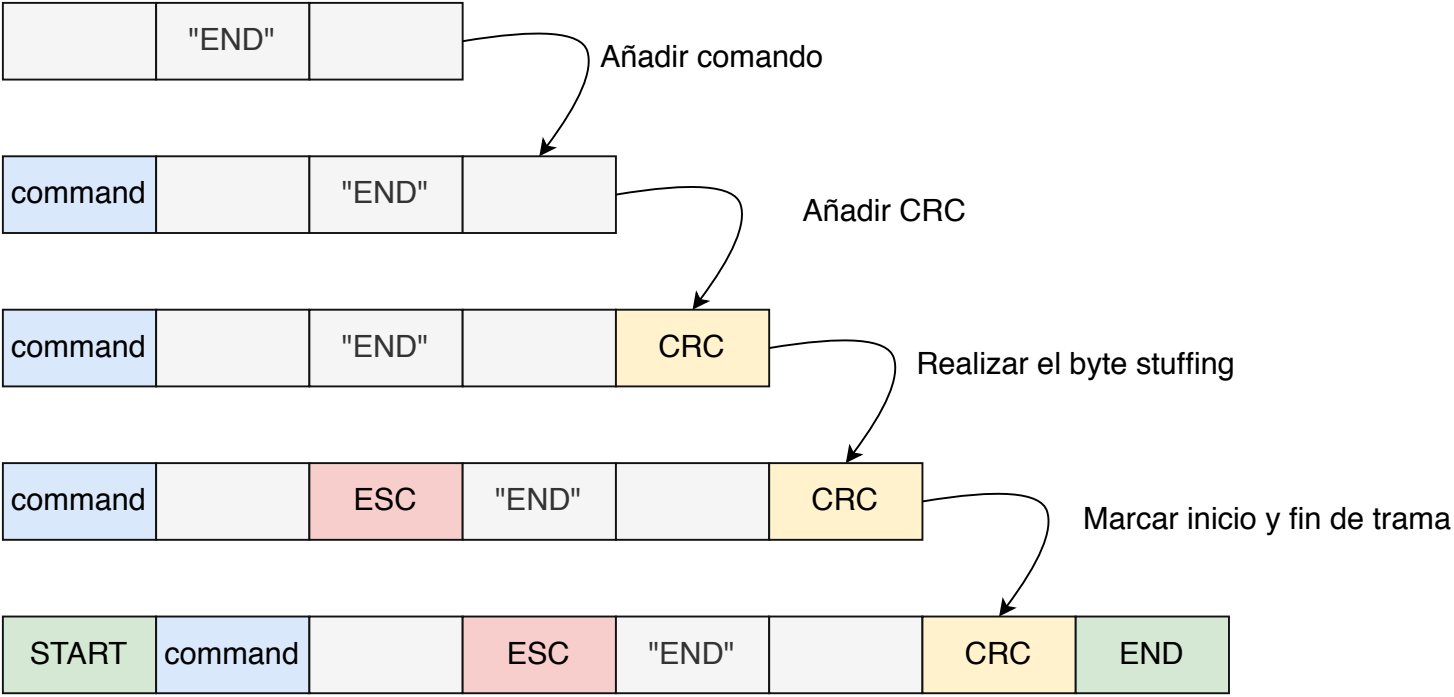 "END"
Añadir comando
command "END"
Añadir CRC
command "END" CRC
Realizar el byte stuffing
command ESC "END" CRC
Marcar inicio y fin de trama
START command ESC "END" CRC END